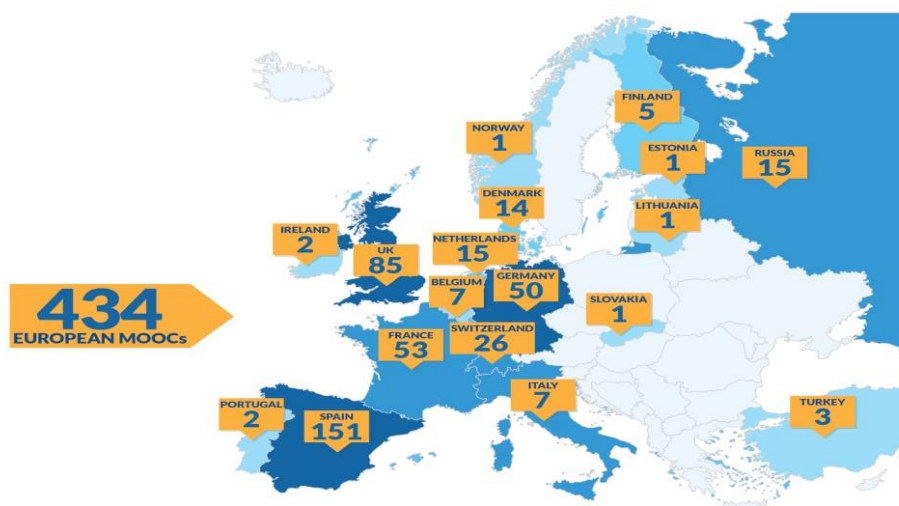 FINLAND
5
NORWAY
1
ESTONIA
1
RUSSIA
15
DENMARK
14
LITHUANIA
1
IRELAND
2
UK
85
NETHERLANDS
15
BELGIUM
7
GERMANY
50
SLOVAKIA
1
434
EUROPEAN MOOCs
FRANCE
53
SWITZERLAND
26
PORTUGAL
2
SPAIN
151
ITALY
7
TURKEY
3